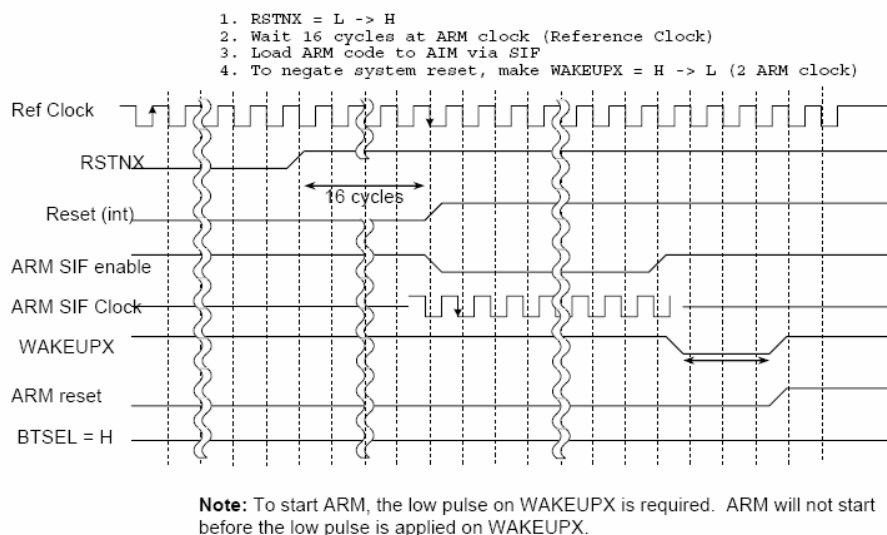 1. RSTNX = L -> H
2. Wait 16 cycles at ARM clock (Reference Clock)
3. Load ARM code to AIM via SIF
4. To negate system reset, make WAKEUPX = H -> L (2 ARM clock)
Ref Clock
RSTNX
16 cycles
Reset (int)
ARM SIF enable
ARM SIF Clock
WAKEUPX
ARM reset
BTSEL = H
Note: To start ARM, the low pulse on WAKEUPX is required. ARM will not start
before the low pulse is applied on WAKEUPX.